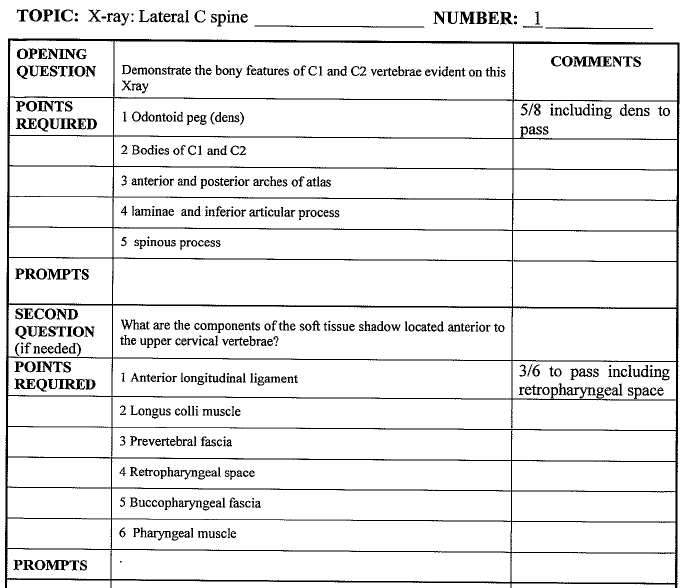 TOPIC: X-ray: Lateral C spine NUMBER: 1
OPENING QUESTION
Demonstrate the bony features of C1 and C2 vertebrae evident on this
Xray
COMMENTS
POINTS REQUIRED
1 Odontoid peg (dens)
5/8 including dens to
pass
2 Bodies of C1 and C2
3 anterior and posterior arches of atlas
4 laminae and inferior articular process
5 spinous process
PROMPTS
SECOND QUESTION (if needed)
What are the components of the soft tissue shadow located anterior to
the upper cervical vertebrae?
POINTS REQUIRED
1 Anterior longitudinal ligament
3/6 to pass including
retropharyngeal space
2 Longus colli muscle
3 Prevertebral fascia
4 Retropharyngeal space
5 Buccopharyngeal fascia
6 Pharyngeal muscle
PROMPTS